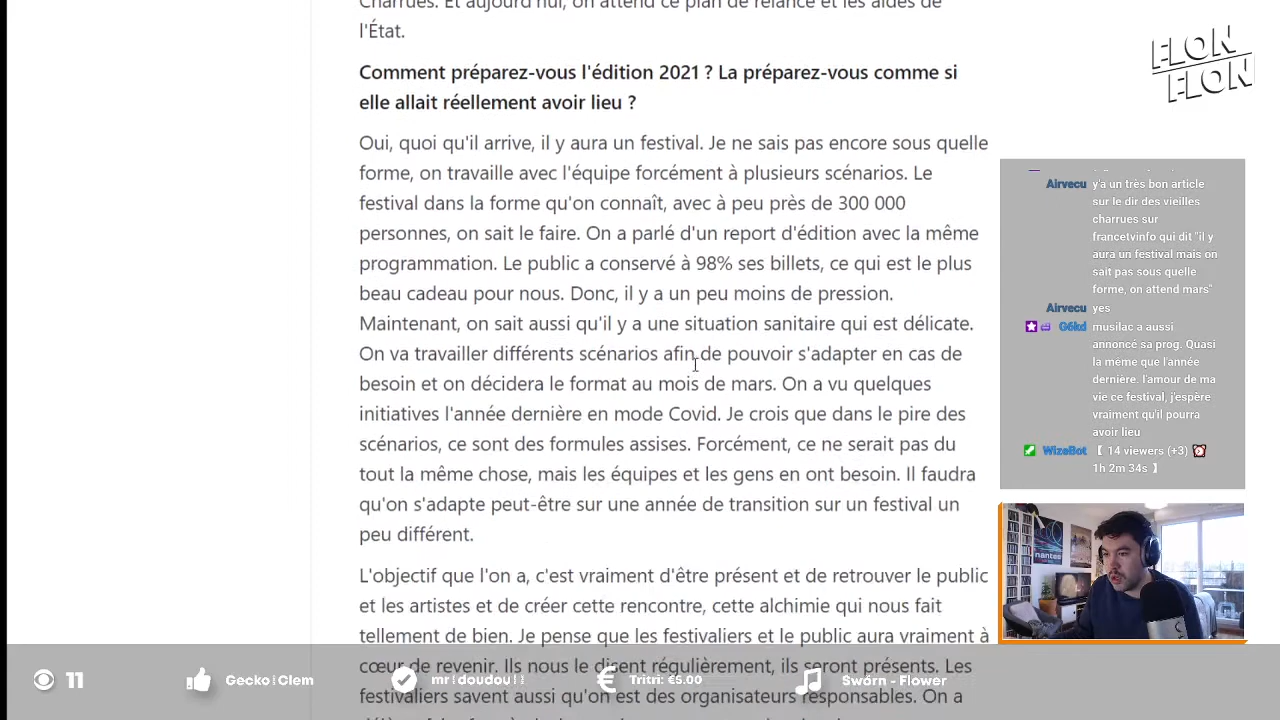 Charrues. Et aujourd'hui, on attend ce plan de relance et les aides de
l'État.
Comment préparez-vous l'édition 2021 ? La préparez-vous comme si
elle allait réellement avoir lieu ?
Oui, quoi qu'il arrive, il y aura un festival. Je ne sais pas encore sous quelle
forme, on travaille avec l'équipe forcément à plusieurs scénarios. Le
festival dans la forme qu'on connaît, avec à peu près de 300 000
personnes, on sait le faire. On a parlé d'un report d'édition avec la même
programmation. Le public a conservé à 98% ses billets, ce qui est le plus
beau cadeau pour nous. Donc, il y a un peu moins de pression.
Maintenant, on sait aussi qu'il y a une situation sanitaire qui est délicate.
On va travailler différents scénarios afin de pouvoir s'adapter en cas de
besoin et on décidera le format au mois de mars. On a vu quelques
initiatives l'année dernière en mode Covid. Je crois que dans le pire des
scénarios, ce sont des formules assises. Forcément, ce ne serait pas du
tout la même chose, mais les équipes et les gens en ont besoin. Il faudra
qu'on s'adapte peut-être sur une année de transition sur un festival un
peu différent.
L'objectif que l'on a, c'est vraiment d'être présent et de retrouver le public
et les artistes et de créer cette rencontre, cette alchimie qui nous fait
tellement de bien. Je pense que les festivaliers et le public aura vraiment à
cœur de revenir. Ils nous le disent régulièrement, ils seront présents. Les
festivaliers savent aussi qu'on est des organisateurs responsables. On a
FLON
FLON
Airvecu y'a un très bon article
sur le dir des vieilles
charrues sur
francetvinfo qui dit "il y
aura un festival mais on
sait pas sous quelle
forme, on attend mars"
Airvecu yes
G6kd musilac a aussi
annoncé sa prog. Quasi
la même que l'année
dernière. l'amour de ma
vie ce festival, j'espère
vraiment qu'il pourra
avoir lieu
WizeBot 【 14 viewers (+3) ⏰
1h 2m 34s 】
nantes
11
Gecko!Clem
mr!doudou!!
Tritri: €5.00
Swörn - Flower